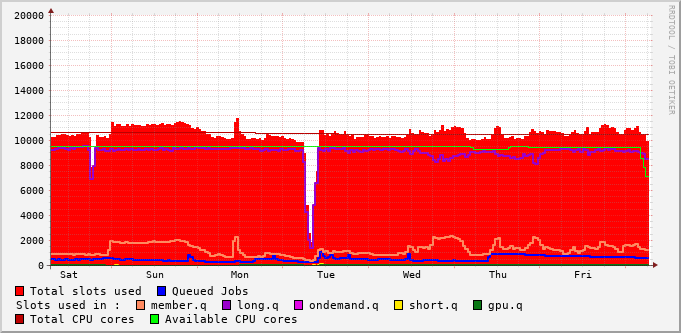 20000
18000
16000
14000
12000
10000
8000
6000
4000
2000
0
Sat Sun Mon Tue Wed Thu Fri
Total slots used Queued Jobs
Slots used in : member.q long.q ondemand.q short.q gpu.q
Total CPU cores Available CPU cores
RRDTOOL / TOBI OETIKER